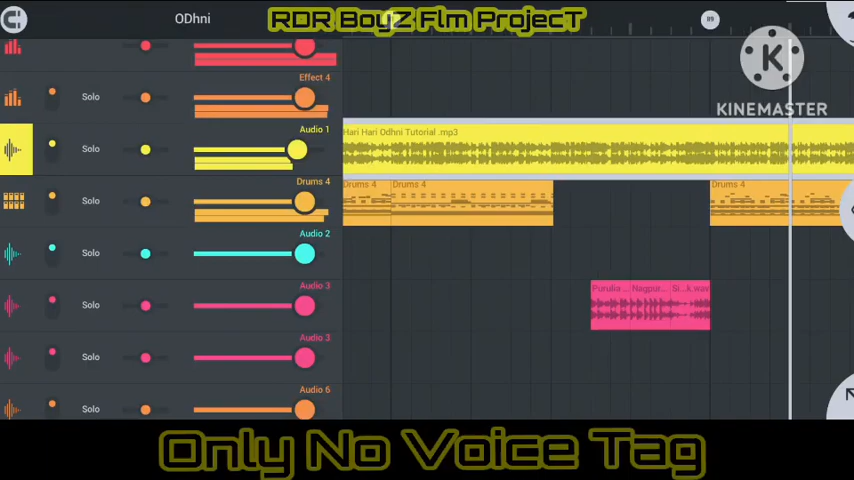 ODhni
RDR BoyZ Flm ProjecT
89
KINEMASTER
Effect 4
Solo
Audio 1
Solo
Hari Hari Odhni Tutorial .mp3
Drums 4
Solo
Drums 4
Drums 4
Drums 4
Audio 2
Solo
Audio 3
Solo
Purulia ...
Nagpur...
Si...k.wav
Audio 3
Solo
Audio 6
Solo
Only No Voice Tag